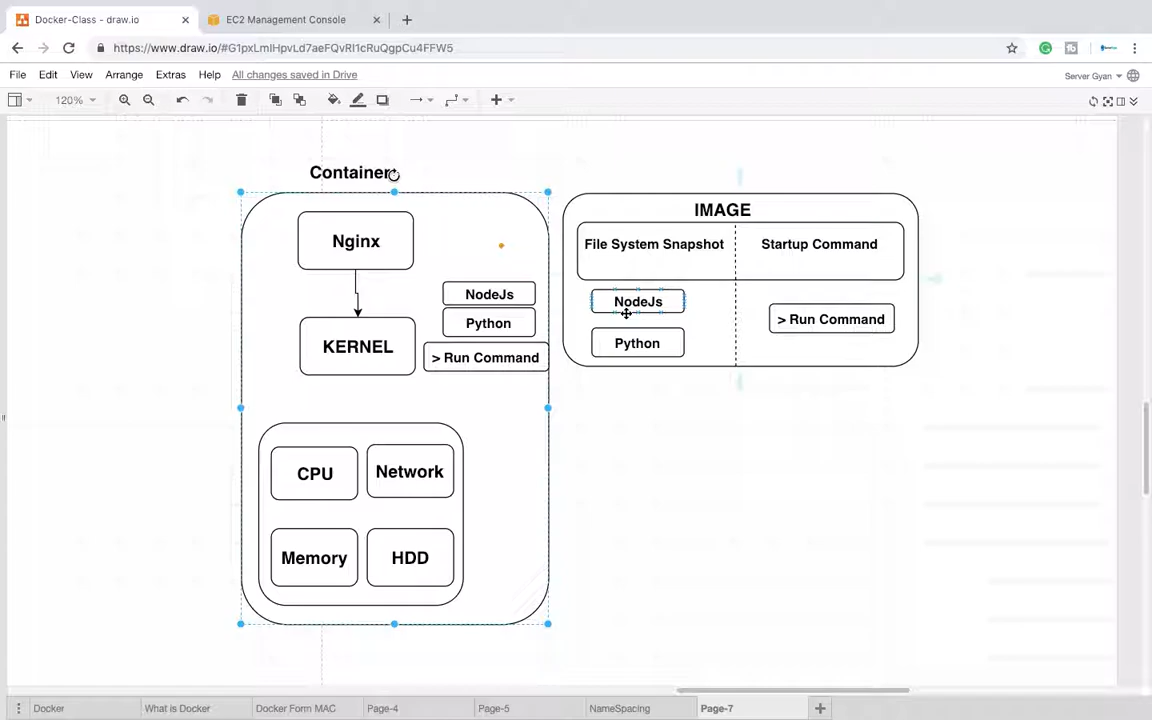 Docker-Class - draw.io
EC2 Management Console
https://www.draw.io/#G1pxLmIHpvLd7aeFQvRI1cRuQgpCu4FFW5
File Edit View Arrange Extras Help All changes saved in Drive
Server Gyan
120%
Container
Nginx
KERNEL
NodeJs
Python
> Run Command
CPU
Network
Memory
HDD
IMAGE
File System Snapshot
Startup Command
NodeJs
Python
> Run Command
Docker
What is Docker
Docker Form MAC
Page-4
Page-5
NameSpacing
Page-7